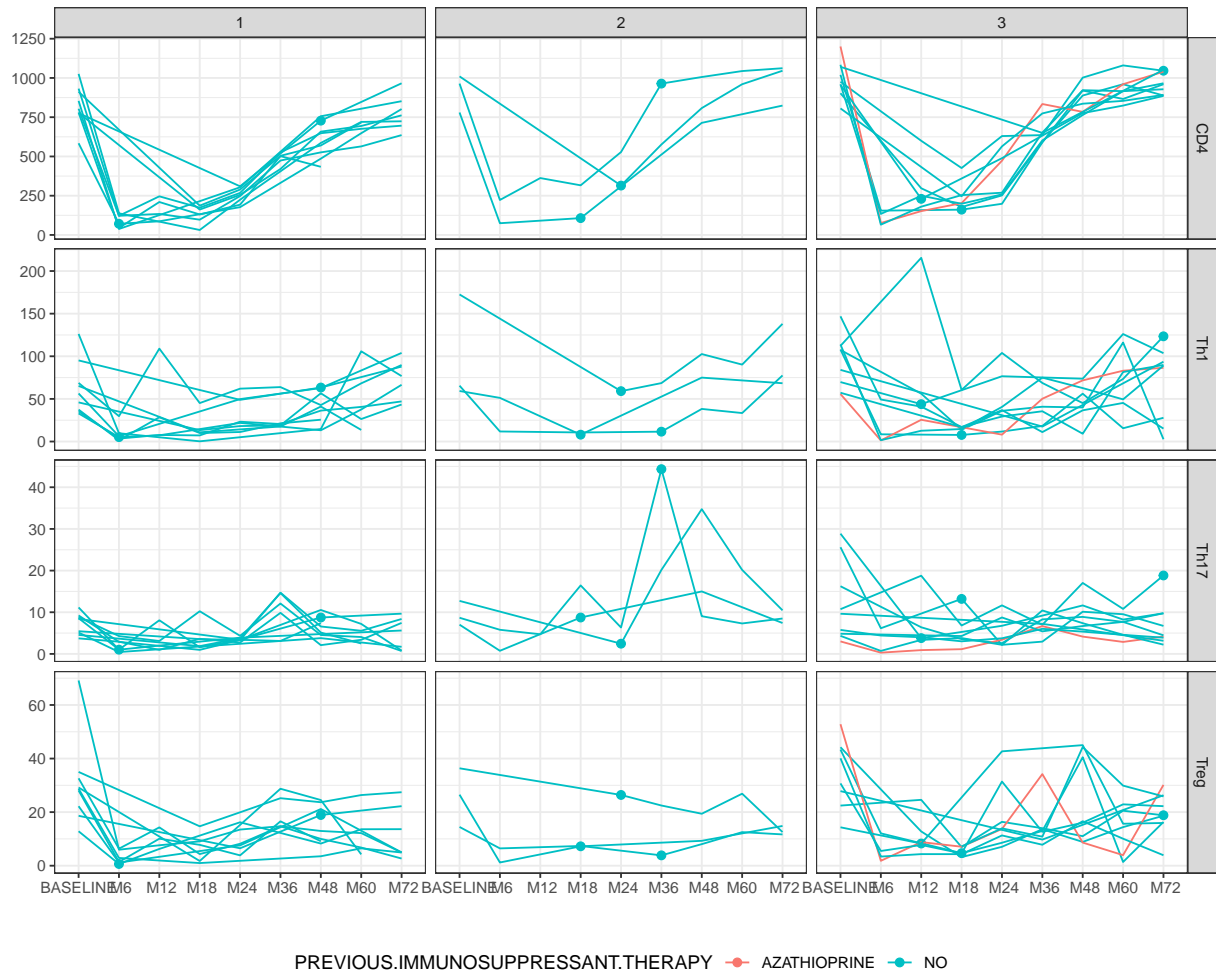 1 2 3
1250
1000
750
500
250
0
CD4
200
150
100
50
0
Th1
40
30
20
10
0
Th17
60
40
20
0
Treg
BASELINE M6 M12 M18 M24 M36 M48 M60 M72 BASELINE M6 M12 M18 M24 M36 M48 M60 M72 BASELINE M6 M12 M18 M24 M36 M48 M60 M72
PREVIOUS.IMMUNOSUPPRESSANT.THERAPY AZATHIOPRINE NO